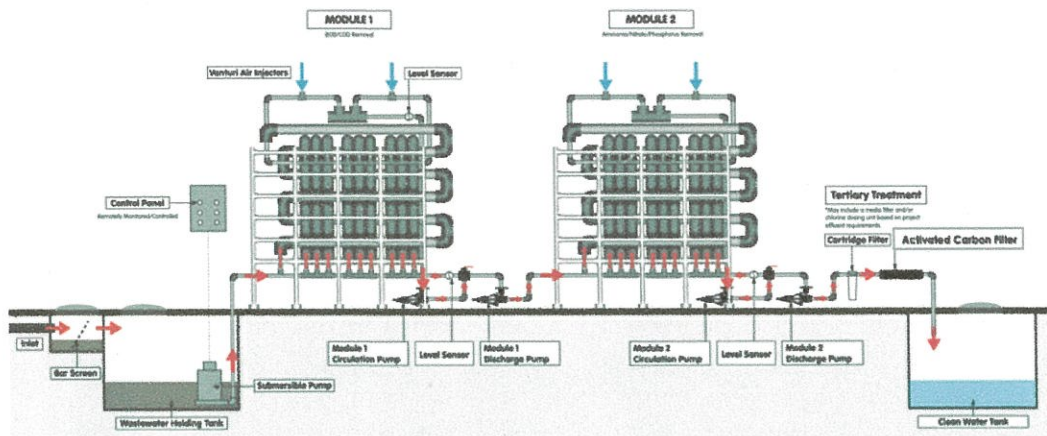 MODULE 1
BOD/COD Removal
MODULE 2
Ammonia/Nitrate/Phosphorus Removal
Venturi Air Injectors
Level Sensor
Control Panel
Remotely Monitored/Controlled
Tertiary Treatment
*May include a media filter and/or
chlorine dosing unit based on project
effluent requirements.
Cartridge Filter
Activated Carbon Filter
Inlet
Bar Screen
Submersible Pump
Wastewater Holding Tank
Module 1
Circulation Pump
Level Sensor
Module 1
Discharge Pump
Module 2
Circulation Pump
Level Sensor
Module 2
Discharge Pump
Clean Water Tank